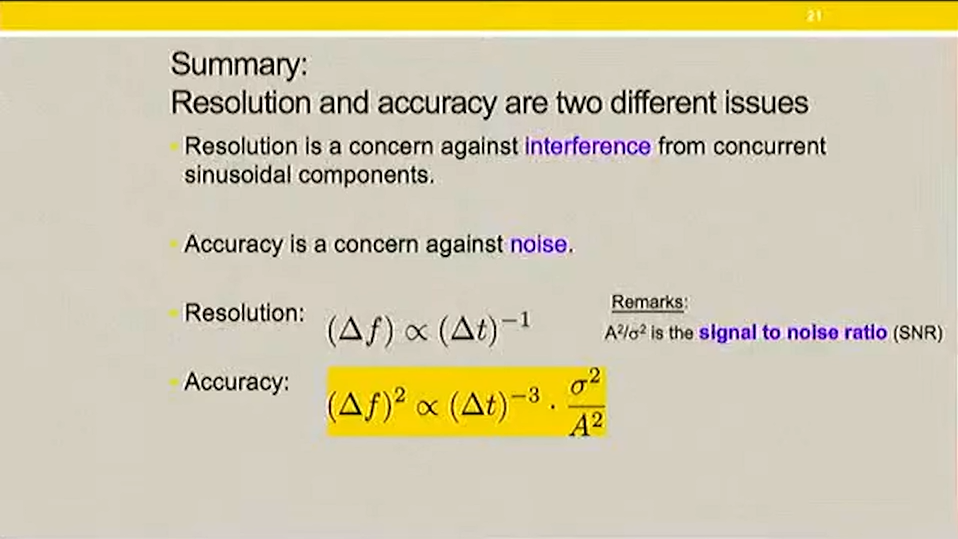 21
Summary:
Resolution and accuracy are two different issues
Resolution is a concern against interference from concurrent
sinusoidal components.
Accuracy is a concern against noise.
Resolution: (Δf) ∝ (Δt)⁻¹
Remarks:
A²/σ² is the signal to noise ratio (SNR)
Accuracy: (Δf)² ∝ (Δt)⁻³ · σ²/A²